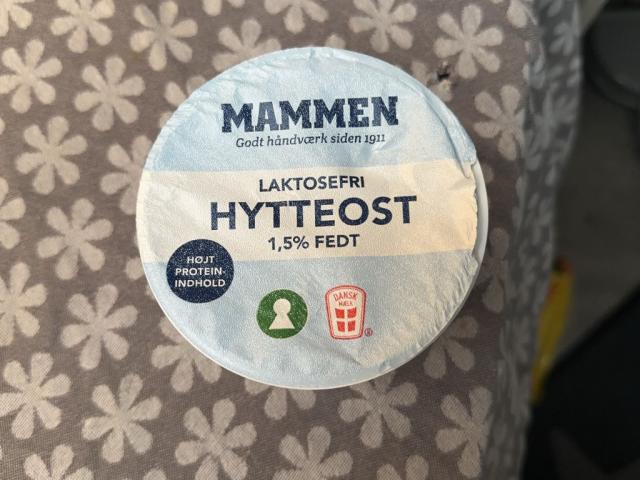 MAMMEN
Godt håndværk siden 1911
LAKTOSEFRI
HYTTEOST
1,5% FEDT
HØJT
PROTEIN-
INDHOLD
DANSK
MÆLK
®